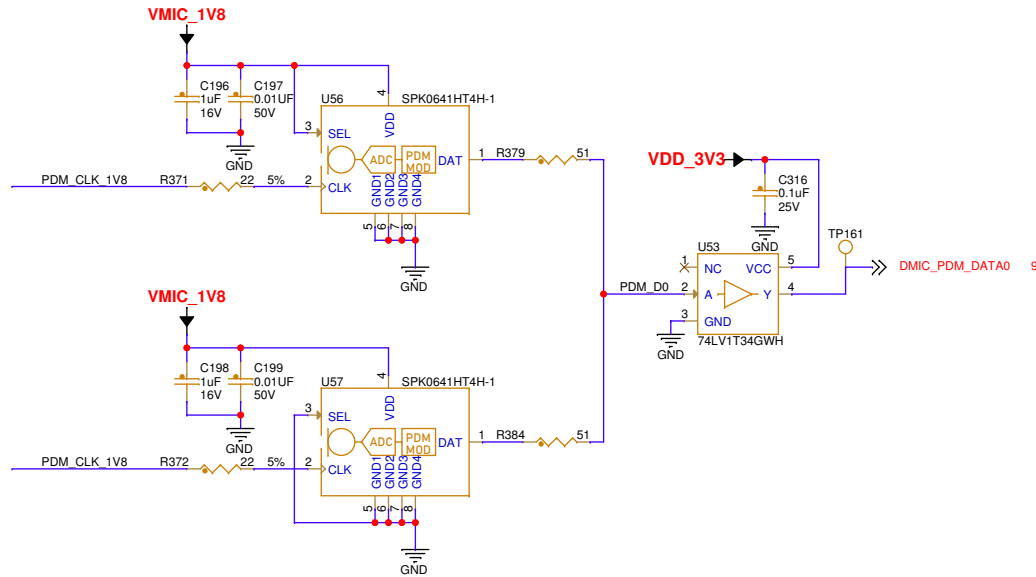 VMIC_1V8
C196
1uF
16V
C197
0.01UF
50V
GND
U56
SPK0641HT4H-1
4
VDD
3
SEL
ADC
PDM
MOD
DAT
1
R379
51
PDM_CLK_1V8
R371
22
5%
2
CLK
GND1
GND2
GND3
GND4
5
6
7
8
GND
VDD_3V3
C316
0.1uF
25V
GND
TP161
U53
1
NC
VCC
5
PDM_D0
2
A
Y
4
3
GND
GND
74LV1T34GWH
DMIC_PDM_DATA0
9
VMIC_1V8
C198
1uF
16V
C199
0.01UF
50V
GND
U57
SPK0641HT4H-1
4
VDD
3
SEL
ADC
PDM
MOD
DAT
1
R384
51
PDM_CLK_1V8
R372
22
5%
2
CLK
GND1
GND2
GND3
GND4
5
6
7
8
GND